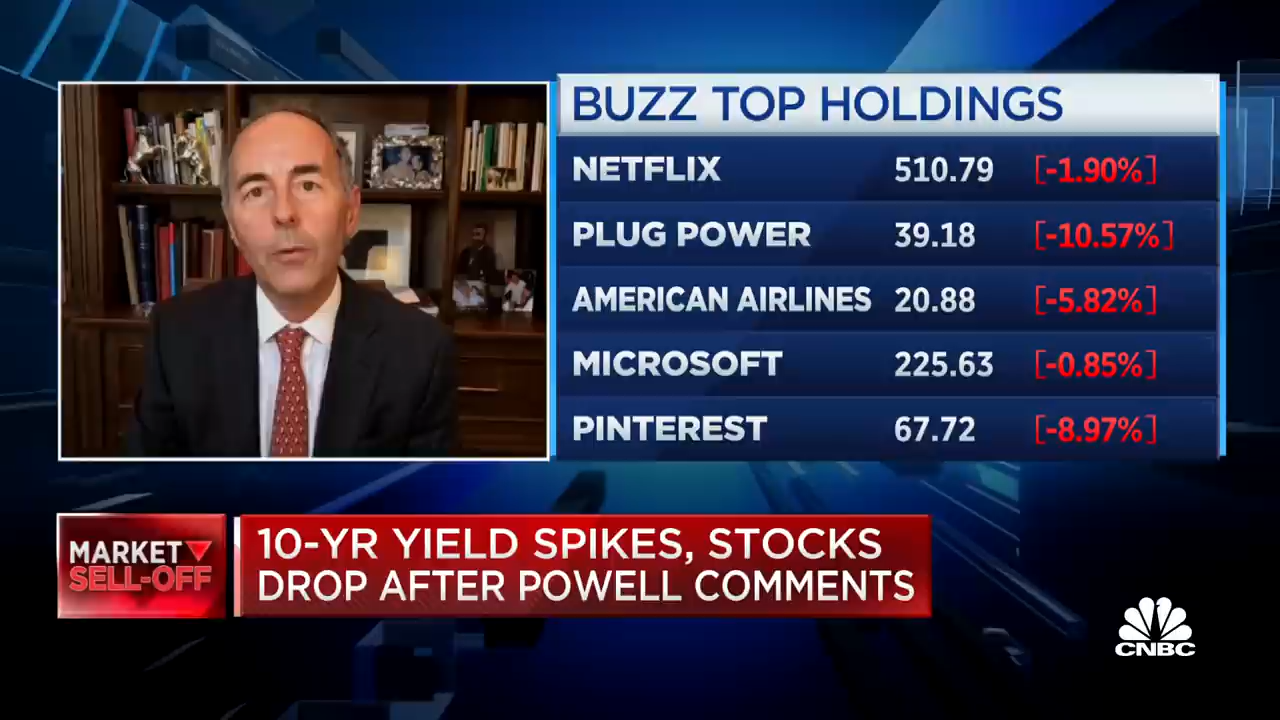 BUZZ TOP HOLDINGS
NETFLIX 510.79 [-1.90%]
PLUG POWER 39.18 [-10.57%]
AMERICAN AIRLINES 20.88 [-5.82%]
MICROSOFT 225.63 [-0.85%]
PINTEREST 67.72 [-8.97%]
MARKET
SELL-OFF
10-YR YIELD SPIKES, STOCKS
DROP AFTER POWELL COMMENTS
CNBC